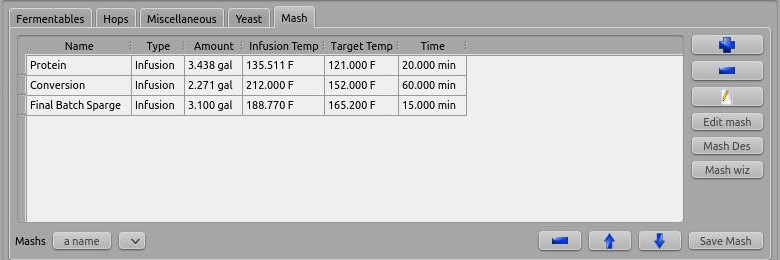 Fermentables Hops Miscellaneous Yeast Mash
Name Type Amount Infusion Temp Target Temp Time
Protein Infusion 3.438 gal 135.511 F 121.000 F 20.000 min
Conversion Infusion 2.271 gal 212.000 F 152.000 F 60.000 min
Final Batch Sparge Infusion 3.100 gal 188.770 F 165.200 F 15.000 min
Edit mash
Mash Des
Mash wiz
Mashs a name Save Mash